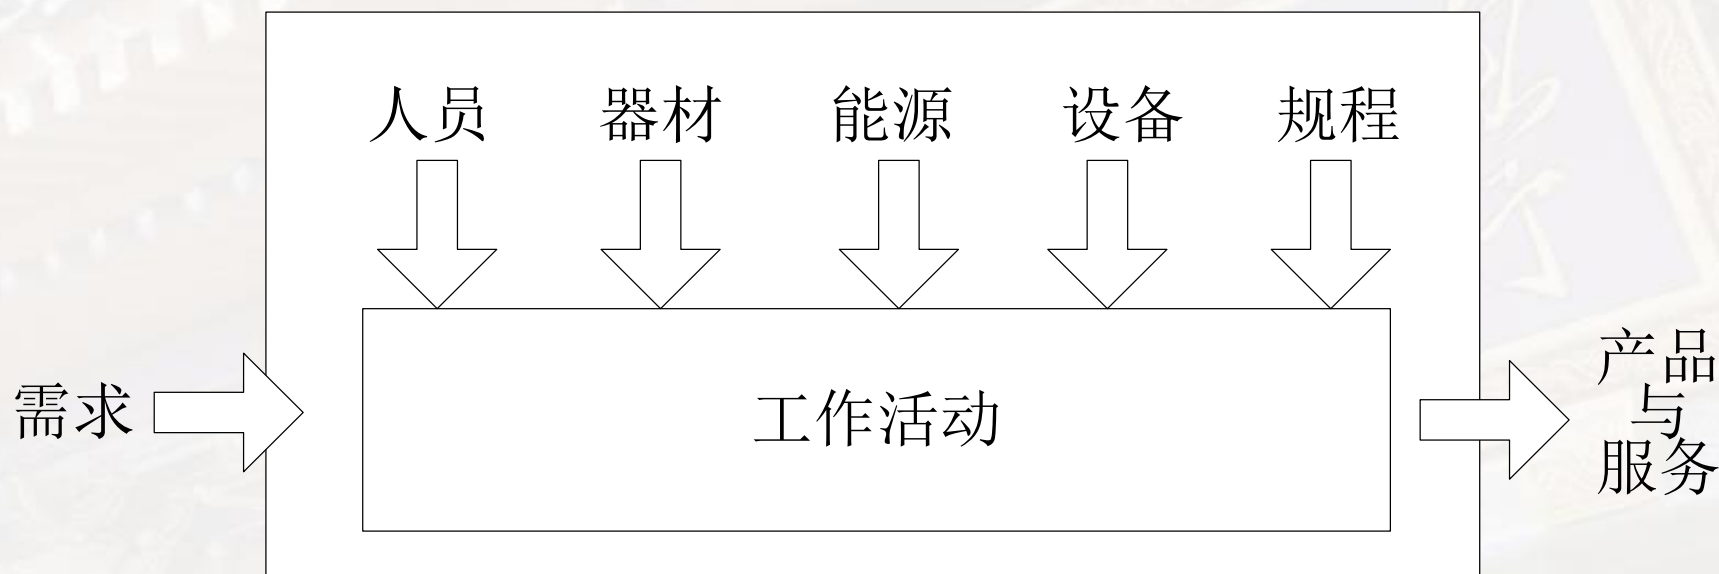 人员 器材 能源 设备 规程
需求
工作活动
产品
与
服务